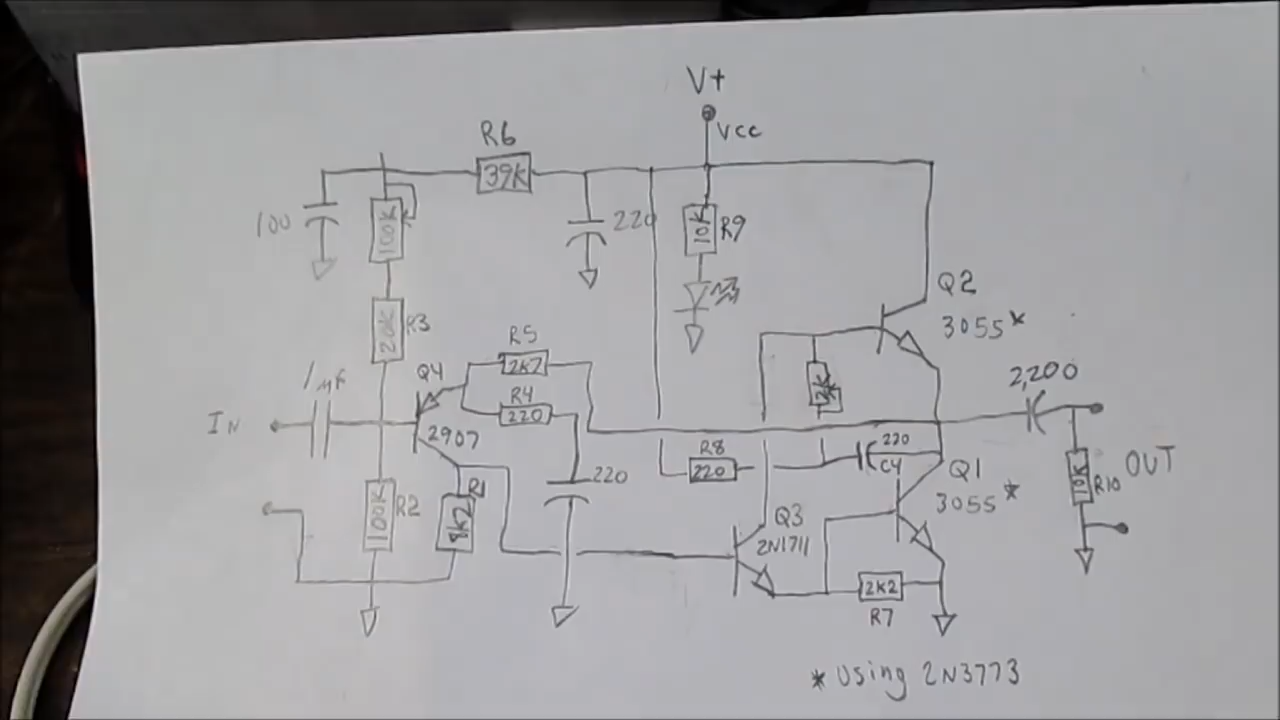 V+
Vcc
R6
39K
100
100K
220
10K
R9
Q2
3055*
20K
R3
R5
2K2
Q4
1µF
R4
220
2,200
IN
2907
R8
220
220
C4
Q1
3055*
10K
R10
OUT
220
R1
8K2
100K
R2
Q3
2N1711
2K2
R7
* Using 2N3773